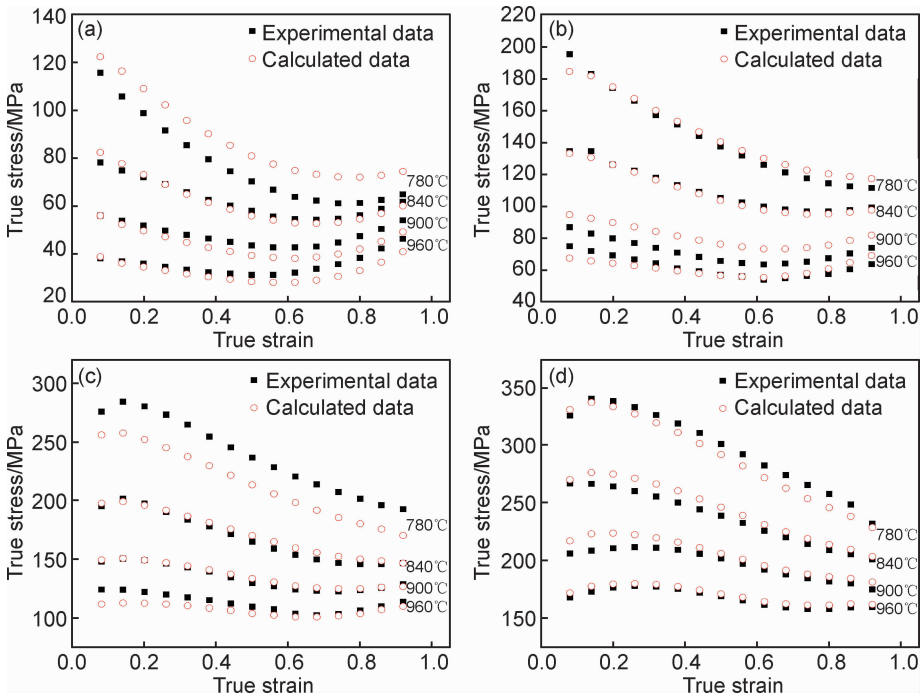 (a)
Experimental data
Calculated data
True stress/MPa
140
120
100
80
60
40
20
780℃
840℃
900℃
960℃
0.0 0.2 0.4 0.6 0.8 1.0
True strain
(b)
Experimental data
Calculated data
True stress/MPa
220
200
180
160
140
120
100
80
60
40
780℃
840℃
900℃
960℃
0.0 0.2 0.4 0.6 0.8 1.0
True strain
(c)
Experimental data
Calculated data
True stress/MPa
300
250
200
150
100
780℃
840℃
900℃
960℃
0.0 0.2 0.4 0.6 0.8 1.0
True strain
(d)
Experimental data
Calculated data
True stress/MPa
350
300
250
200
150
780℃
840℃
900℃
960℃
0.0 0.2 0.4 0.6 0.8 1.0
True strain